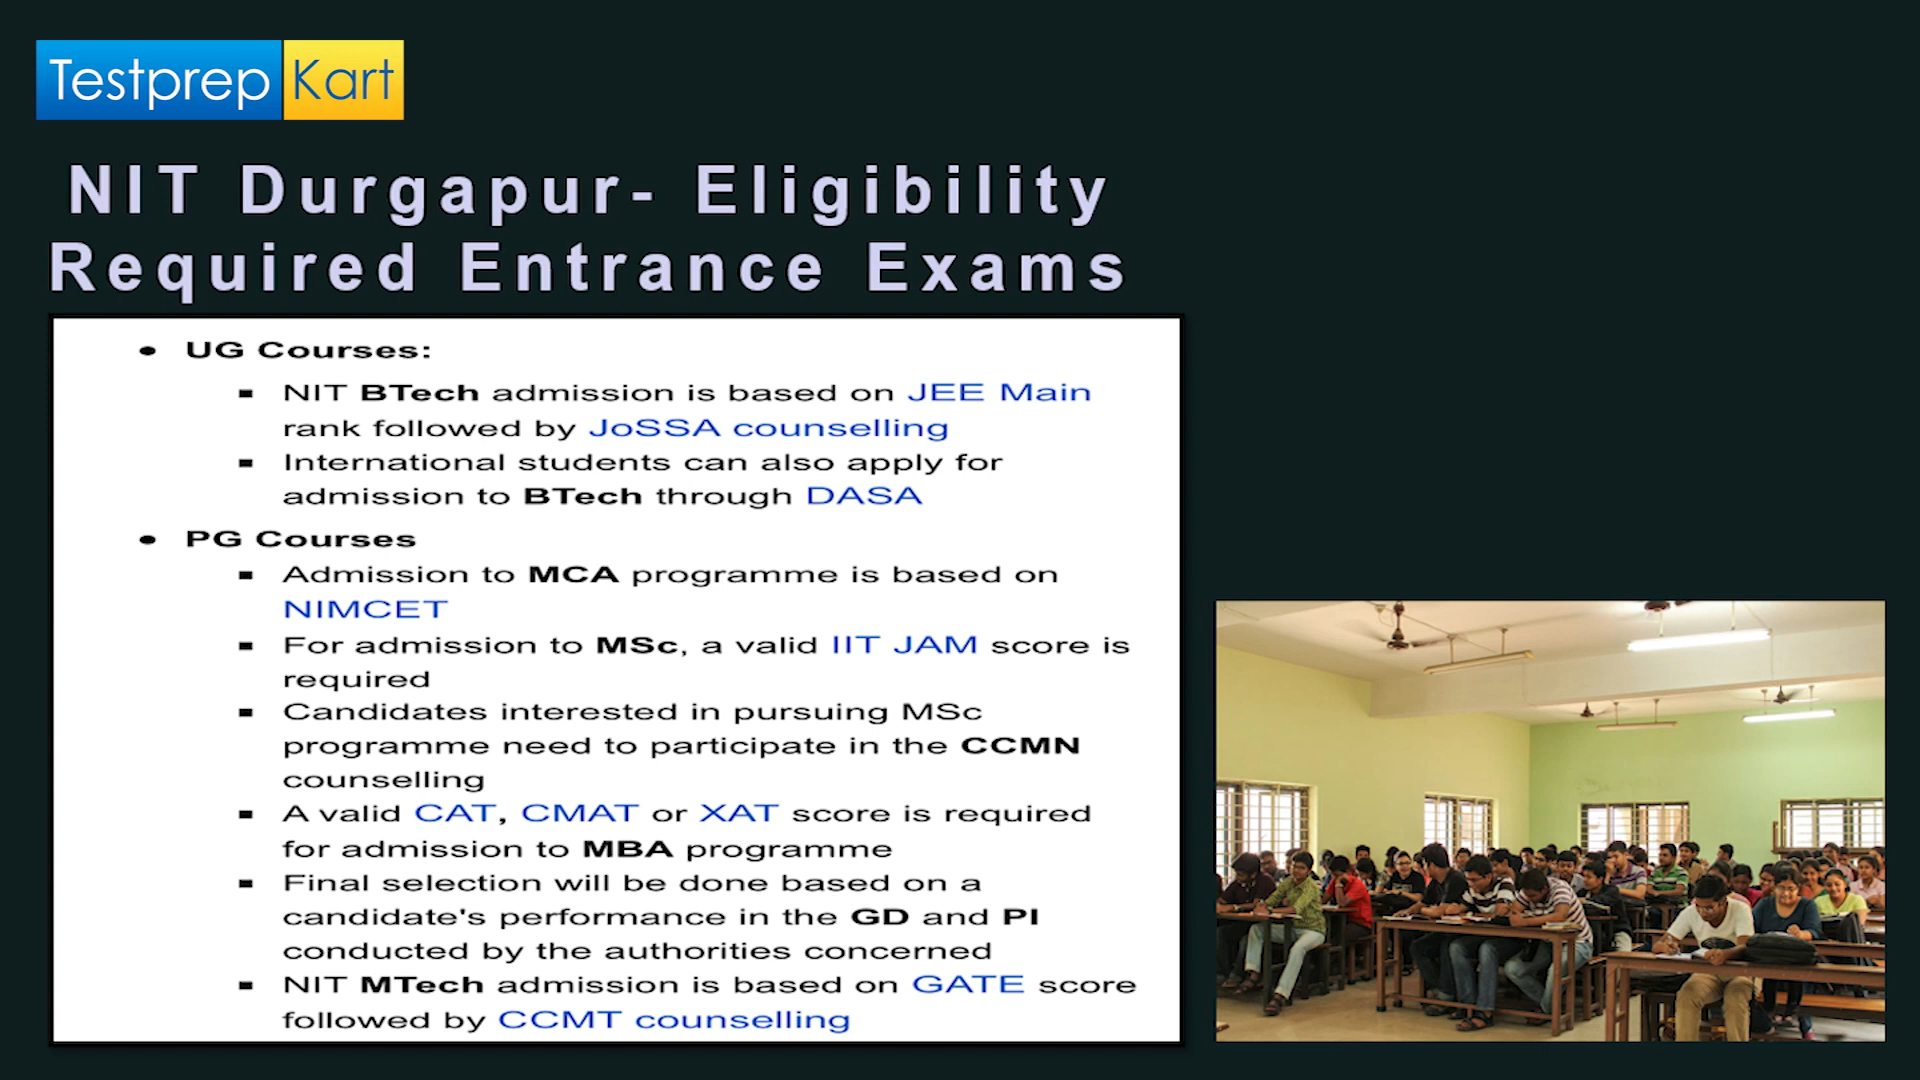 Testprep Kart
NIT Durgapur- Eligibility
Required Entrance Exams
• UG Courses:
▪ NIT BTech admission is based on JEE Main
rank followed by JoSSA counselling
▪ International students can also apply for
admission to BTech through DASA
• PG Courses
▪ Admission to MCA programme is based on
NIMCET
▪ For admission to MSc, a valid IIT JAM score is
required
▪ Candidates interested in pursuing MSc
programme need to participate in the CCMN
counselling
▪ A valid CAT, CMAT or XAT score is required
for admission to MBA programme
▪ Final selection will be done based on a
candidate's performance in the GD and PI
conducted by the authorities concerned
▪ NIT MTech admission is based on GATE score
followed by CCMT counselling